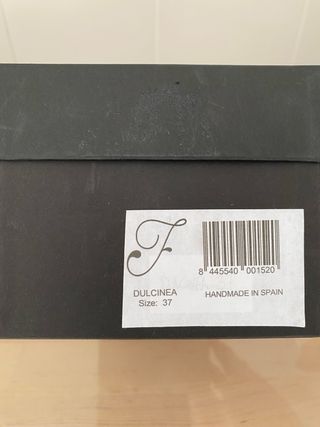 F
8 445540 001520
DULCINEA HANDMADE IN SPAIN
Size: 37